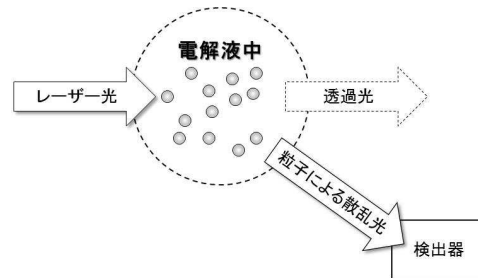 電解液中
レーザー光
透過光
粒子による散乱光
検出器